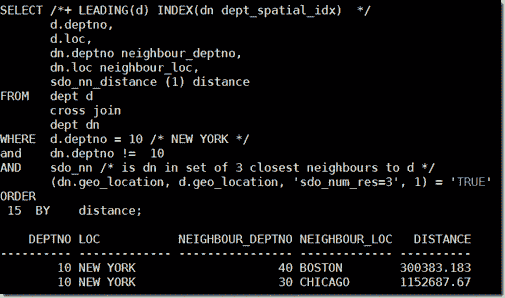 SELECT /*+ LEADING(d) INDEX(dn dept_spatial_idx)  */
       d.deptno,
       d.loc,
       dn.deptno neighbour_deptno,
       dn.loc neighbour_loc,
       sdo_nn_distance (1) distance
FROM   dept d
       cross join
       dept dn
WHERE  d.deptno = 10 /* NEW YORK */
and    dn.deptno !=  10
AND    sdo_nn /* is dn in set of 3 closest neighbours to d */
       (dn.geo_location, d.geo_location, 'sdo_num_res=3', 1) = 'TRUE'
ORDER
 15  BY    distance;
    DEPTNO LOC           NEIGHBOUR_DEPTNO NEIGHBOUR_LOC   DISTANCE
---------- ------------- ---------------- ------------- ----------
        10 NEW YORK                    40 BOSTON        300383.183
        10 NEW YORK                    30 CHICAGO       1152687.67